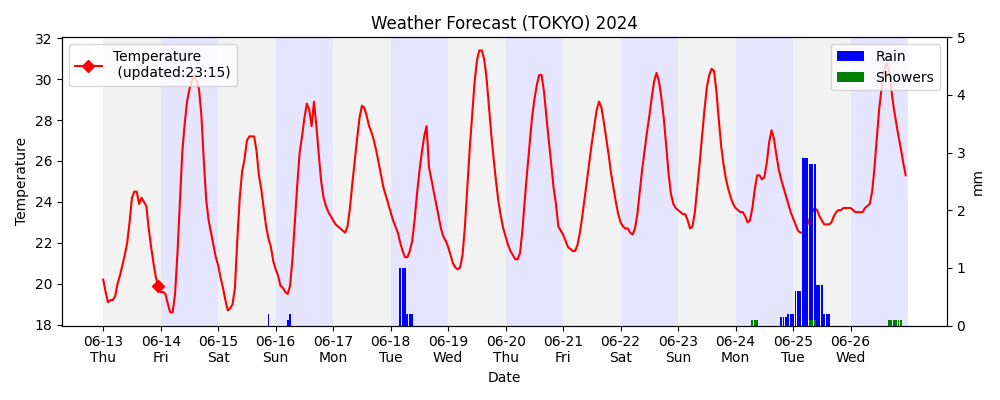 Weather Forecast (TOKYO) 2024
Temperature
(updated:23:15)
Rain
Showers
Temperature
32
30
28
26
24
22
20
18
5
4
3
2
1
0
mm
06-13 06-14 06-15 06-16 06-17 06-18 06-19 06-20 06-21 06-22 06-23 06-24 06-25 06-26
Thu Fri Sat Sun Mon Tue Wed Thu Fri Sat Sun Mon Tue Wed
Date